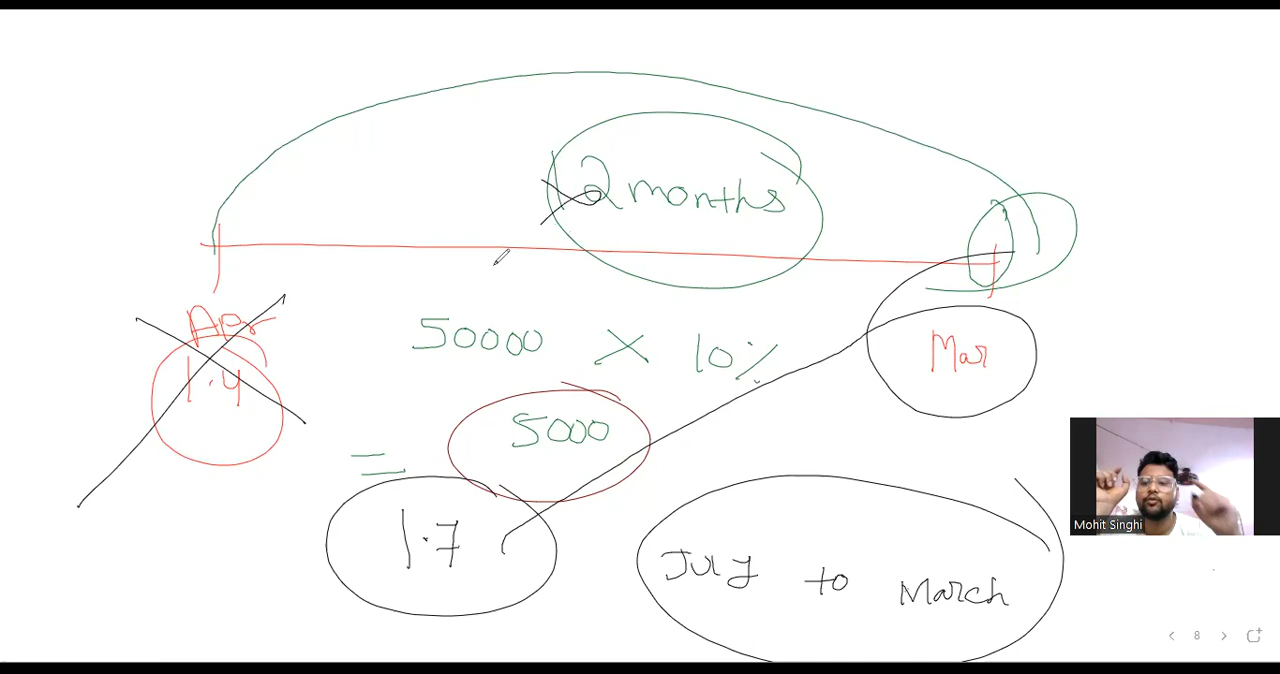 12 months
Apr
1.4
50000 × 10%
Mar
= 5000
1.7
July to March
Mohit Singhi
8